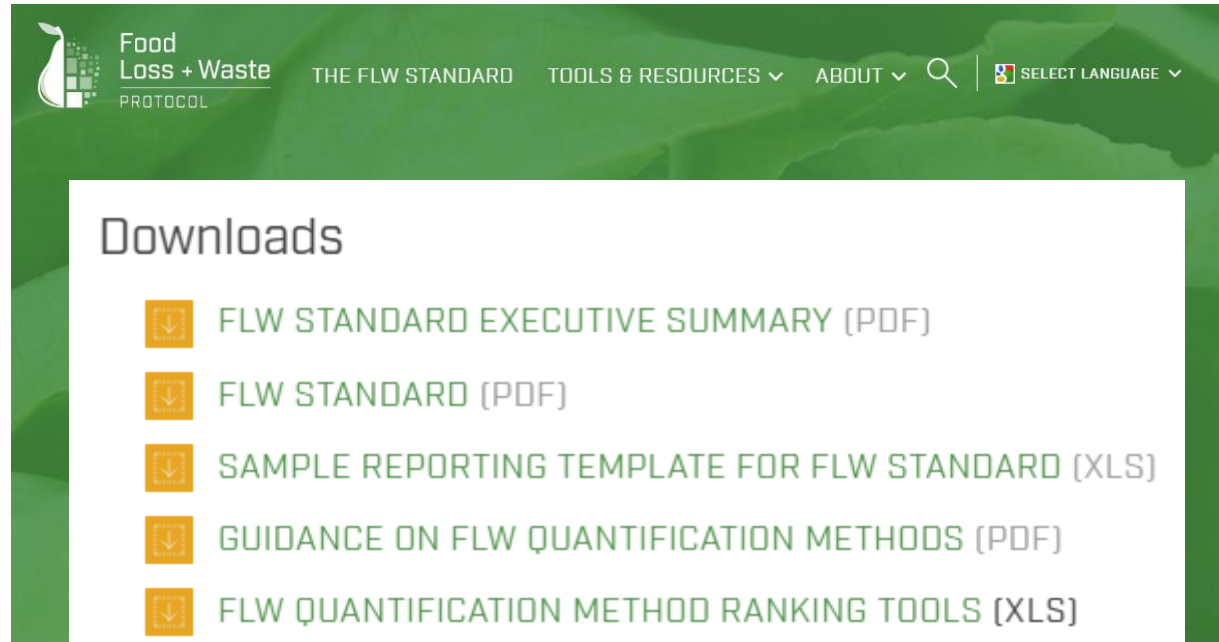 Food
Loss + Waste
PROTOCOL
THE FLW STANDARD TOOLS & RESOURCES ABOUT SELECT LANGUAGE
Downloads
FLW STANDARD EXECUTIVE SUMMARY (PDF)
FLW STANDARD (PDF)
SAMPLE REPORTING TEMPLATE FOR FLW STANDARD (XLS)
GUIDANCE ON FLW QUANTIFICATION METHODS (PDF)
FLW QUANTIFICATION METHOD RANKING TOOLS (XLS)